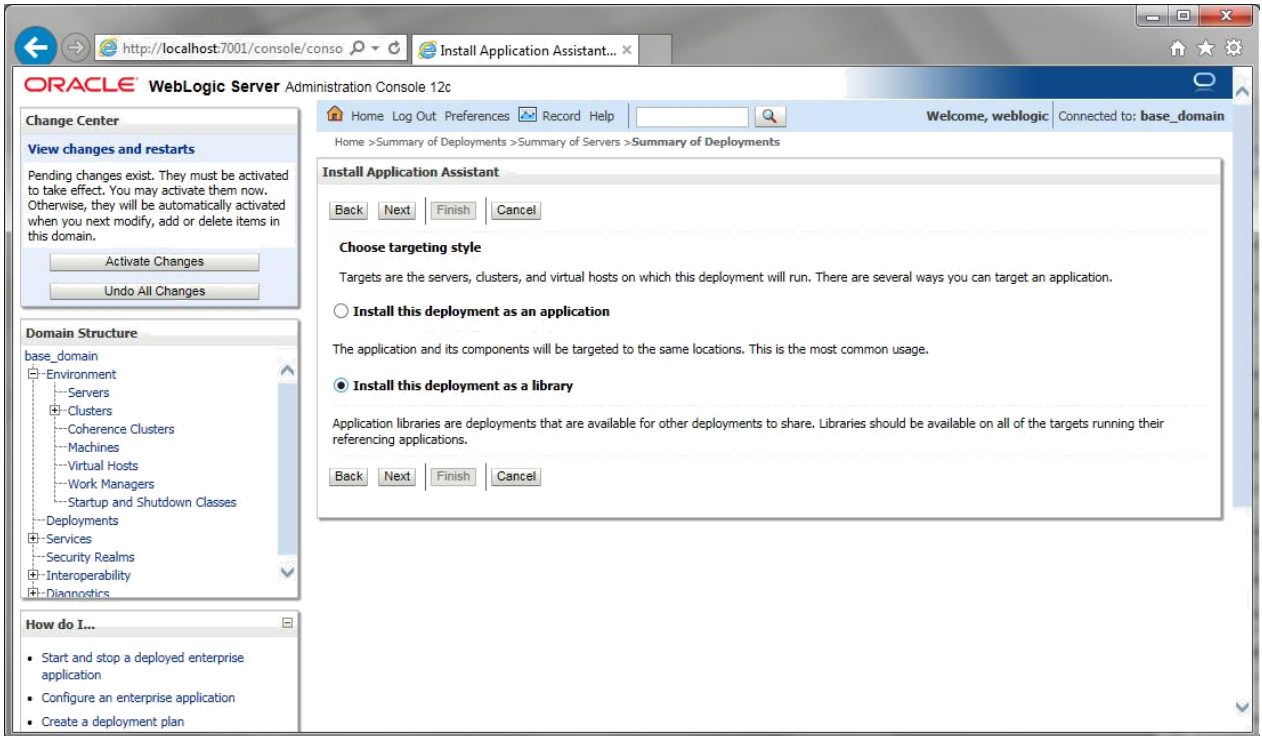 http://localhost:7001/console/conso
Install Application Assistant...
ORACLE WebLogic Server Administration Console 12c
Change Center
View changes and restarts
Pending changes exist. They must be activated
to take effect. You may activate them now.
Otherwise, they will be automatically activated
when you next modify, add or delete items in
this domain.
Activate Changes
Undo All Changes
Domain Structure
base_domain
Environment
Servers
Clusters
Coherence Clusters
Machines
Virtual Hosts
Work Managers
Startup and Shutdown Classes
Deployments
Services
Security Realms
Interoperability
Diagnostics
How do I...
Start and stop a deployed enterprise
application
Configure an enterprise application
Create a deployment plan
Home Log Out Preferences Record Help
Welcome, weblogic Connected to: base_domain
Home >Summary of Deployments >Summary of Servers >Summary of Deployments
Install Application Assistant
Back Next Finish Cancel
Choose targeting style
Targets are the servers, clusters, and virtual hosts on which this deployment will run. There are several ways you can target an application.
Install this deployment as an application
The application and its components will be targeted to the same locations. This is the most common usage.
Install this deployment as a library
Application libraries are deployments that are available for other deployments to share. Libraries should be available on all of the targets running their
referencing applications.
Back Next Finish Cancel